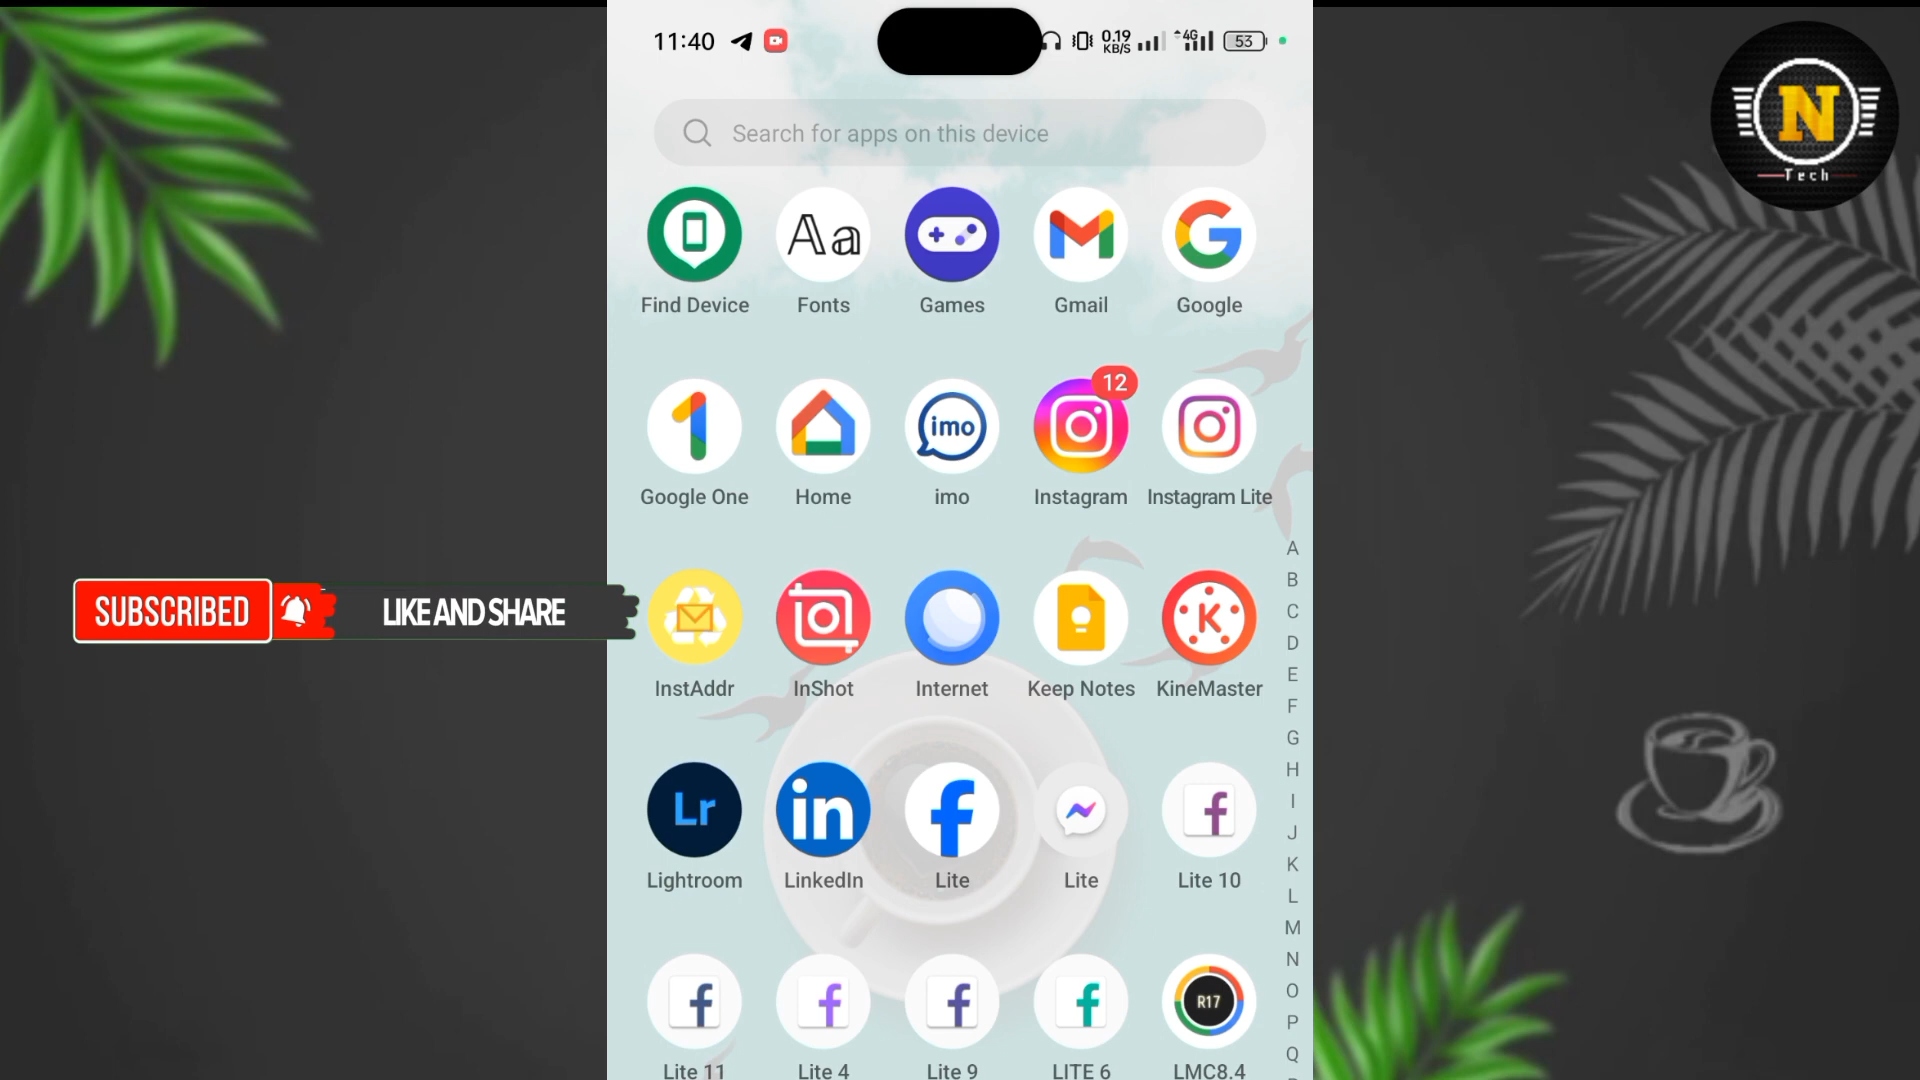 11:40
0.19
KB/S
4G
53
N
Tech
Search for apps on this device
Aa
Find Device
Fonts
Games
Gmail
Google
12
imo
Google One
Home
imo
Instagram
Instagram Lite
SUBSCRIBED
LIKE AND SHARE
K
InstAddr
InShot
Internet
Keep Notes
KineMaster
Lr
in
f
f
Lightroom
LinkedIn
Lite
Lite
Lite 10
f
f
f
f
R17
Lite 11
Lite 4
Lite 9
LITE 6
LMC8.4
A
B
C
D
E
F
G
H
I
J
K
L
M
N
O
P
Q